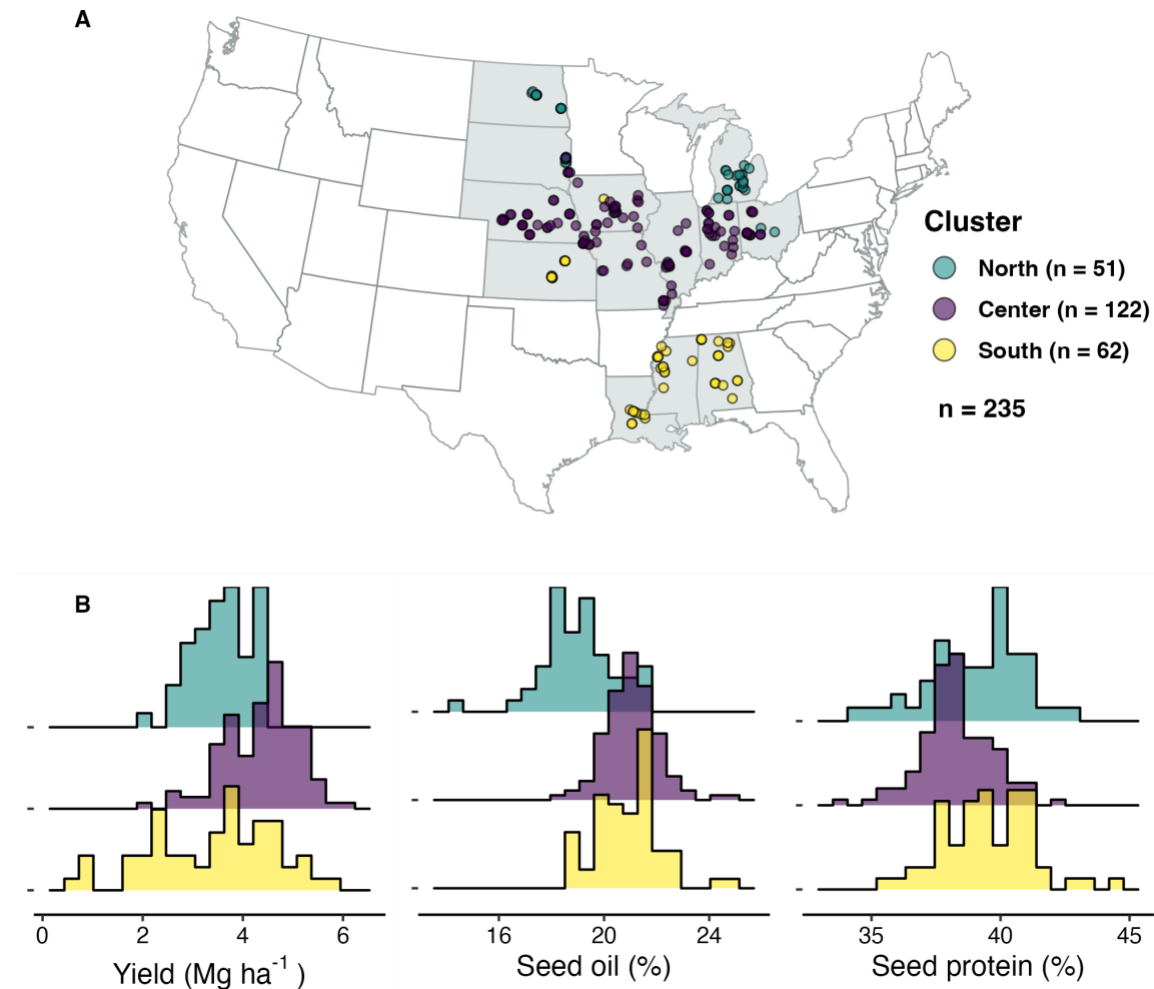 A
Cluster
North (n = 51)
Center (n = 122)
South (n = 62)
n = 235
B
0 2 4 6
16 20 24
35 40 45
Yield (Mg ha⁻¹ )
Seed oil (%)
Seed protein (%)